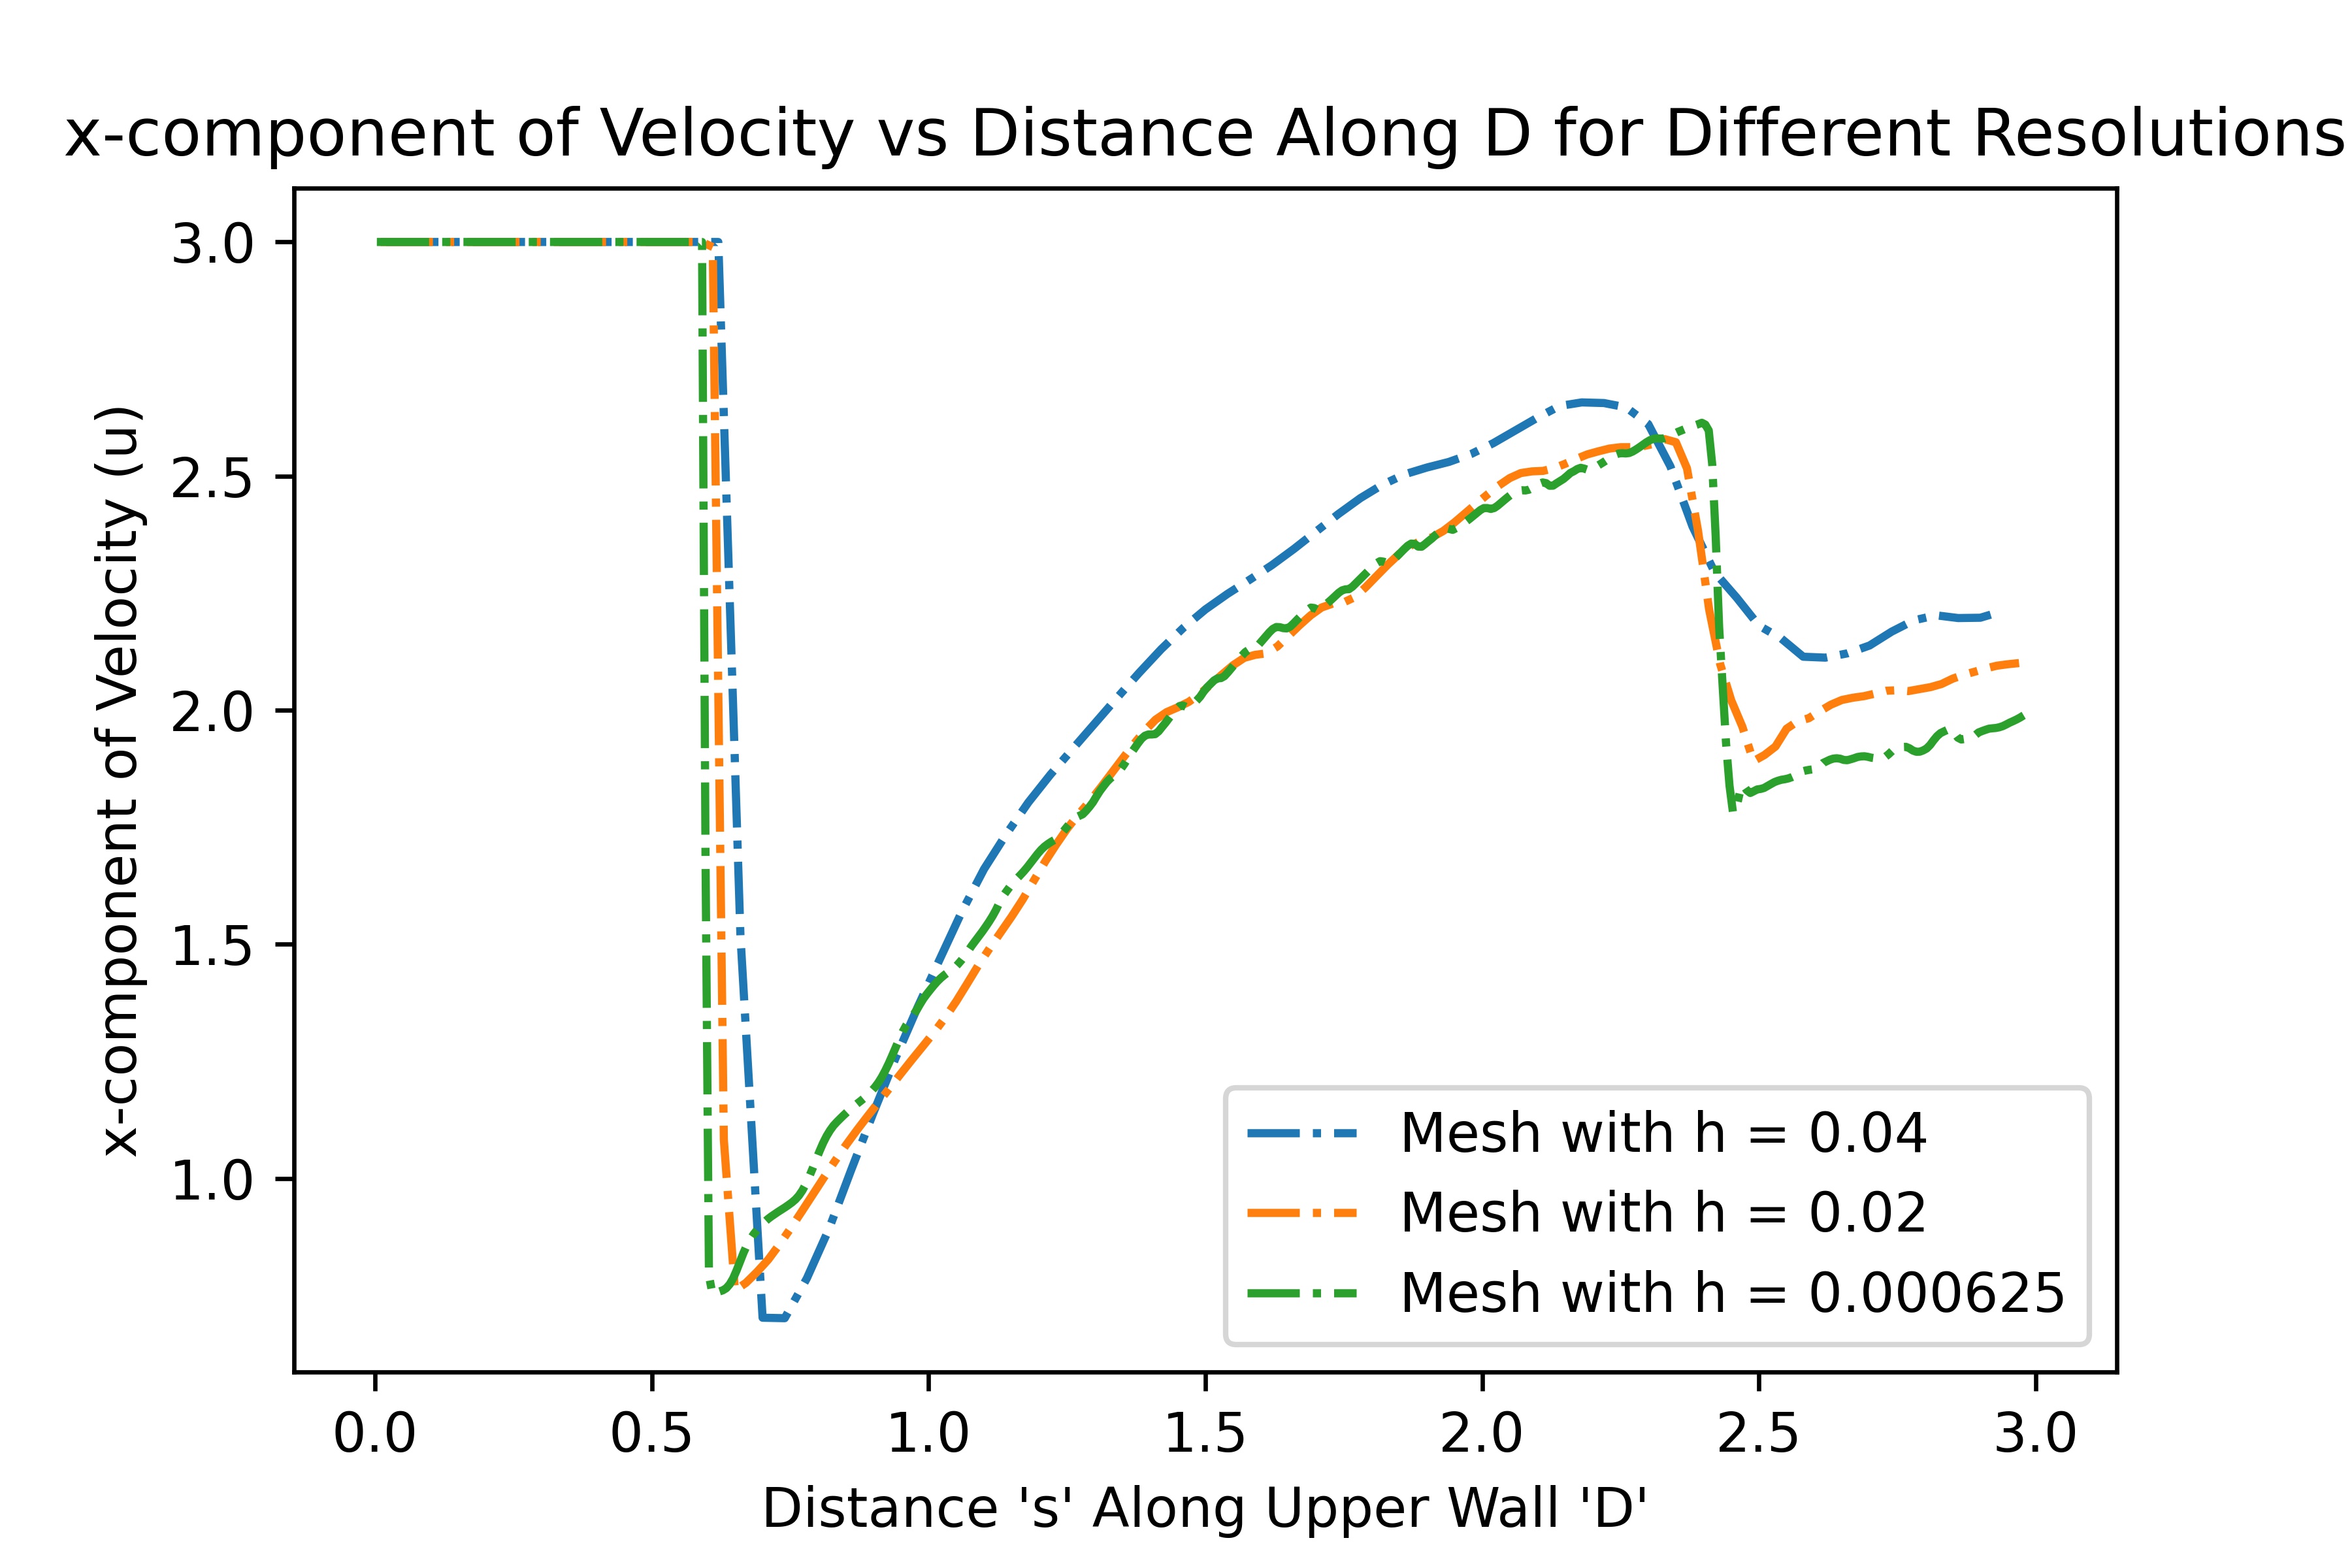 x-component of Velocity vs Distance Along D for Different Resolutions
x-component of Velocity (u)
3.0
2.5
2.0
1.5
1.0
Mesh with h = 0.04
Mesh with h = 0.02
Mesh with h = 0.000625
0.0 0.5 1.0 1.5 2.0 2.5 3.0
Distance 's' Along Upper Wall 'D'